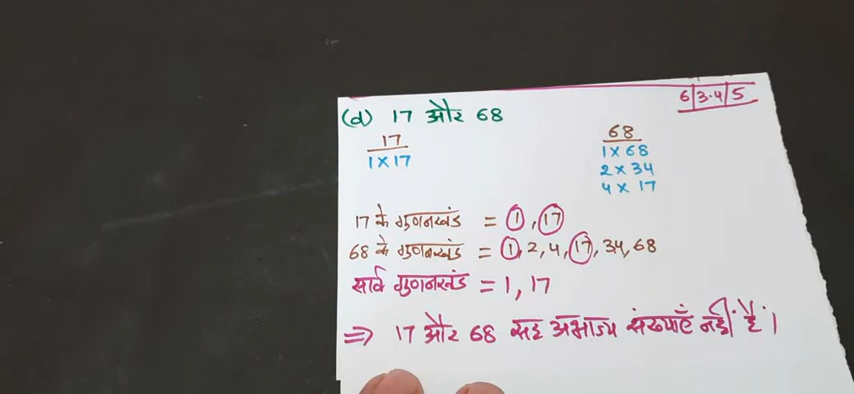 6|3.4|5
(d) 17 और 68
17
1 × 17
68
1 × 68
2 × 34
4 × 17
17 के गुणनखंड = 1, 17
68 के गुणनखंड = 1, 2, 4, 17, 34, 68
सार्व गुणनखंड = 1, 17
⇒ 17 और 68 सह अभाज्य संख्याएँ नहीं हैं।